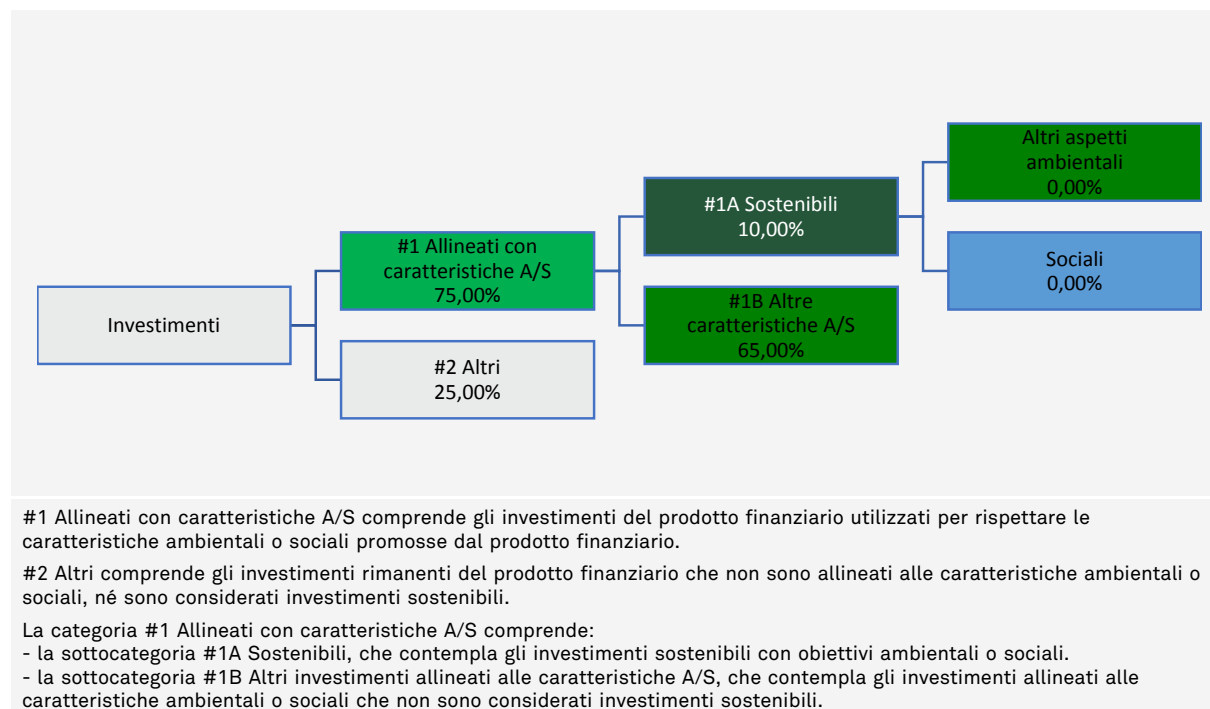 Investimenti
#1 Allineati con
caratteristiche A/S
75,00%
#2 Altri
25,00%
#1A Sostenibili
10,00%
#1B Altre
caratteristiche A/S
65,00%
Altri aspetti
ambientali
0,00%
Sociali
0,00%
#1 Allineati con caratteristiche A/S comprende gli investimenti del prodotto finanziario utilizzati per rispettare le
caratteristiche ambientali o sociali promosse dal prodotto finanziario.
#2 Altri comprende gli investimenti rimanenti del prodotto finanziario che non sono allineati alle caratteristiche ambientali o
sociali, né sono considerati investimenti sostenibili.
La categoria #1 Allineati con caratteristiche A/S comprende:
- la sottocategoria #1A Sostenibili, che contempla gli investimenti sostenibili con obiettivi ambientali o sociali.
- la sottocategoria #1B Altri investimenti allineati alle caratteristiche A/S, che contempla gli investimenti allineati alle
caratteristiche ambientali o sociali che non sono considerati investimenti sostenibili.